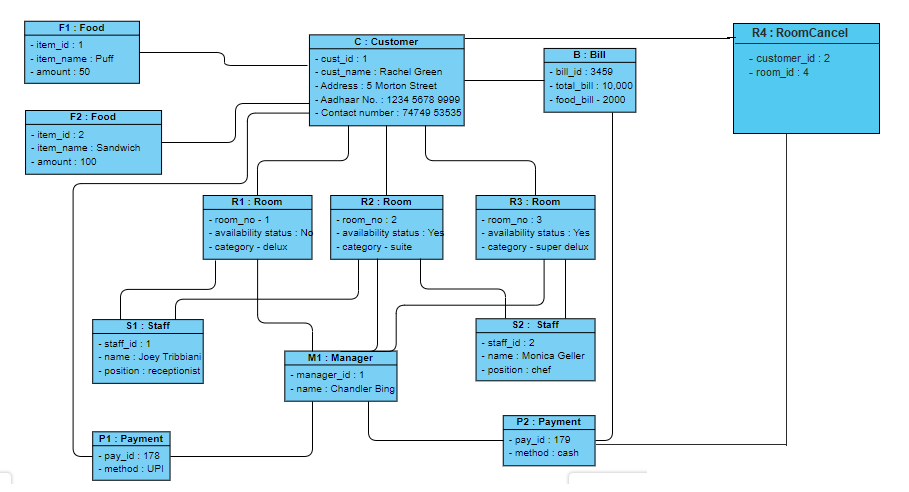 F1 : Food
- item_id : 1
- item_name : Puff
- amount : 50
C : Customer
- cust_id : 1
- cust_name : Rachel Green
- Address : 5 Morton Street
- Aadhaar No. : 1234 5678 9999
- Contact number : 74749 53535
B : Bill
- bill_id : 3459
- total_bill : 10,000
- food_bill - 2000
R4 : RoomCancel
- customer_id : 2
- room_id : 4
F2 : Food
- item_id : 2
- item_name : Sandwich
- amount : 100
R1 : Room
- room_no - 1
- availability status : No
- category - delux
R2 : Room
- room_no : 2
- availability status : Yes
- category - suite
R3 : Room
- room_no : 3
- availability status : Yes
- category - super delux
S1 : Staff
- staff_id : 1
- name : Joey Tribbiani
- position : receptionist
M1 : Manager
- manager_id : 1
- name : Chandler Bing
S2 : Staff
- staff_id : 2
- name : Monica Geller
- position : chef
P1 : Payment
- pay_id : 178
- method : UPI
P2 : Payment
- pay_id : 179
- method : cash